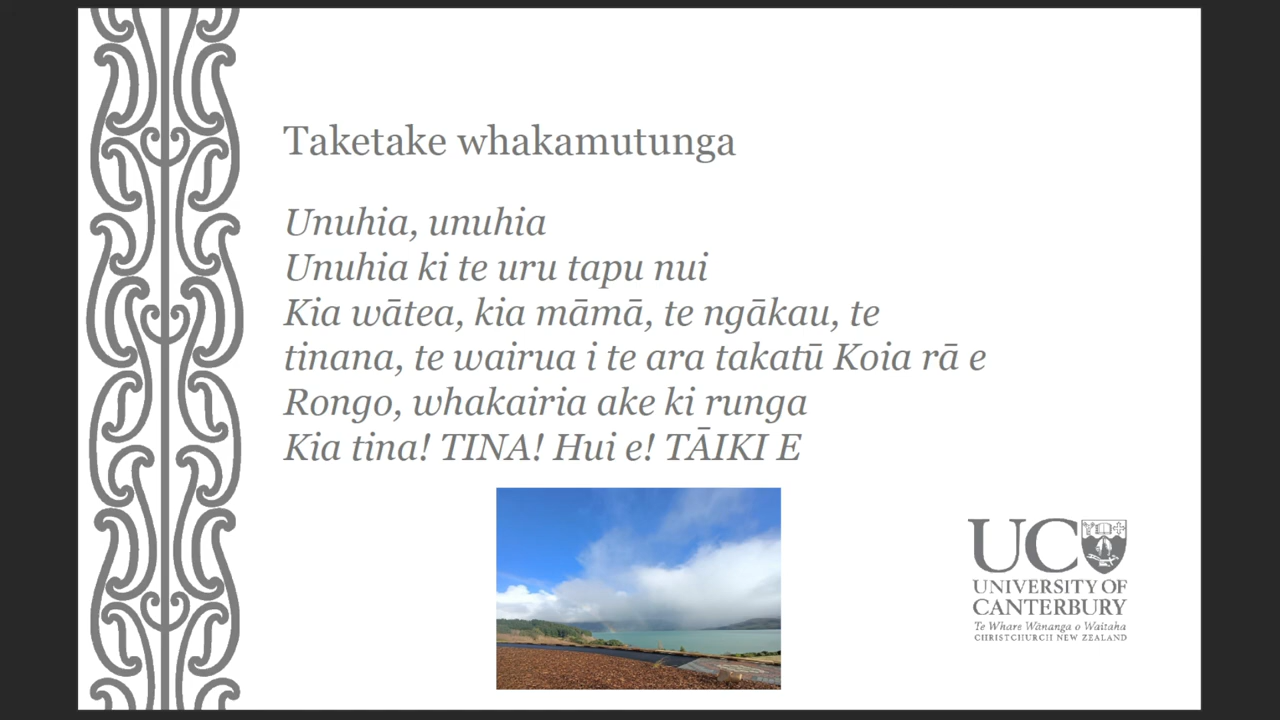 Taketake whakamutunga
Unuhia, unuhia
Unuhia ki te uru tapu nui
Kia wātea, kia māmā, te ngākau, te
tinana, te wairua i te ara takatū Koia rā e
Rongo, whakairia ake ki runga
Kia tina! TINA! Hui e! TĀIKI E
UC
UNIVERSITY OF
CANTERBURY
Te Whare Wānanga o Waitaha
CHRISTCHURCH NEW ZEALAND